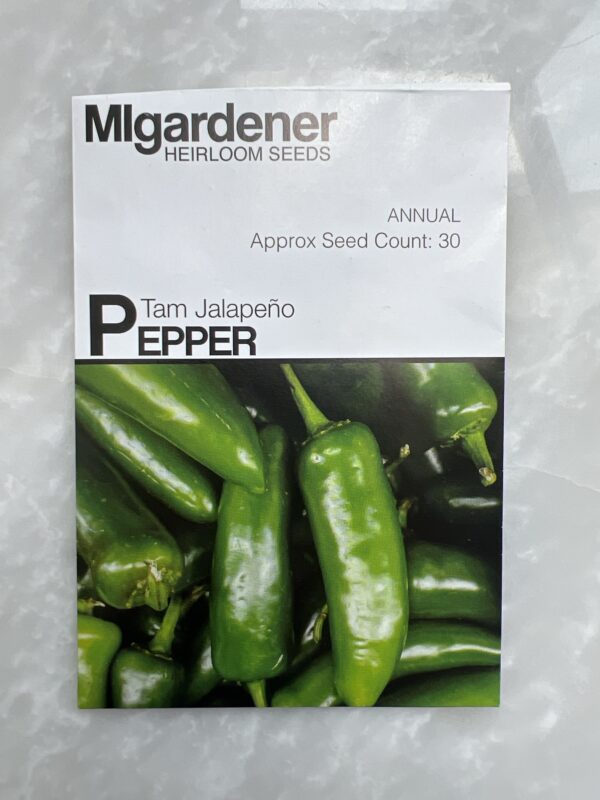 MIgardener
HEIRLOOM SEEDS
ANNUAL
Approx Seed Count: 30
Tam Jalapeño
PEPPER